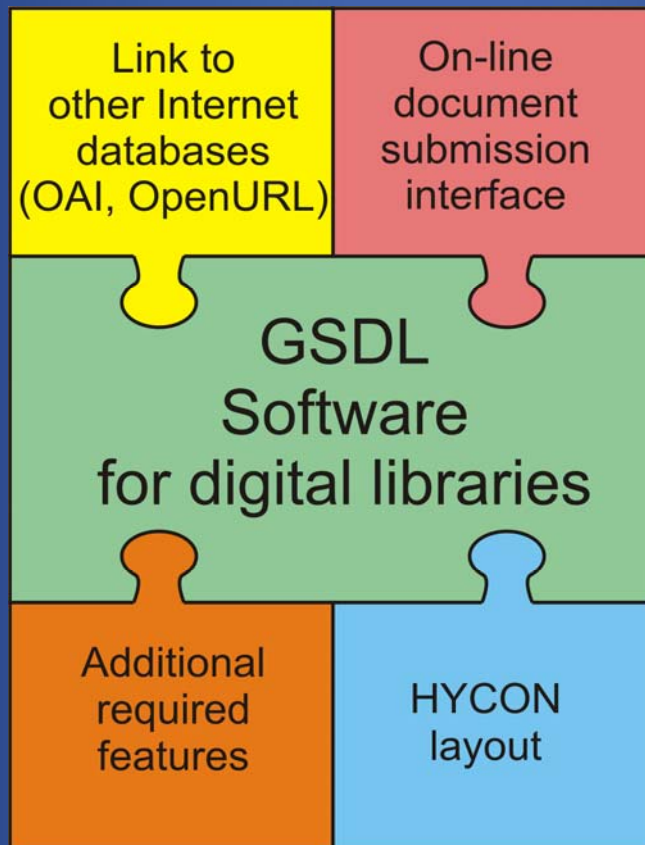 Link to
other Internet
databases
(OAI, OpenURL)
On-line
document
submission
interface
GSDL
Software
for digital libraries
Additional
required
features
HYCON
layout